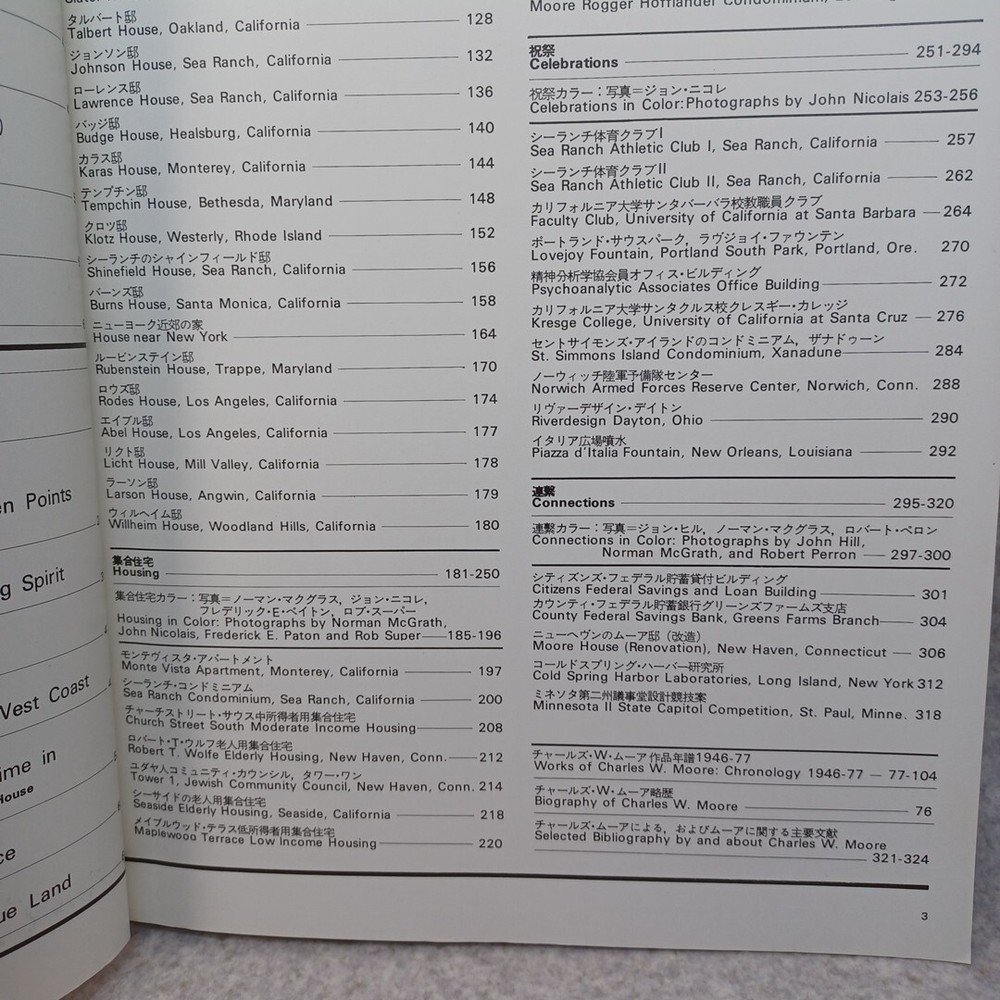 n Points
g Spirit
West Coast
ime in
House
ce
ue Land
タルバート邸
Talbert House, Oakland, California 128
ジョンソン邸
Johnson House, Sea Ranch, California 132
ローレンス邸
Lawrence House, Sea Ranch, California 136
バッジ邸
Budge House, Healsburg, California 140
カラス邸
Karas House, Monterey, California 144
テンプチン邸
Tempchin House, Bethesda, Maryland 148
クロツ邸
Klotz House, Westerly, Rhode Island 152
シーランチのシャインフィールド邸
Shinefield House, Sea Ranch, California 156
バーンズ邸
Burns House, Santa Monica, California 158
ニューヨーク近郊の家
House near New York 164
ルービンステイン邸
Rubenstein House, Trappe, Maryland 170
ロウズ邸
Rodes House, Los Angeles, California 174
エイブル邸
Abel House, Los Angeles, California 177
リクト邸
Licht House, Mill Valley, California 178
ラーソン邸
Larson House, Angwin, California 179
ウィルヘイム邸
Willheim House, Woodland Hills, California 180
集合住宅
Housing 181-250
集合住宅カラー：写真＝ノーマン・マクグラス，ジョン・ニコレ，
フレデリック・E・ペイトン，ロブ・スーパー
Housing in Color: Photographs by Norman McGrath,
John Nicolais, Frederick E. Paton and Rob Super 185-196
モンテヴィスタ・アパートメント
Monte Vista Apartment, Monterey, California 197
シーランチ・コンドミニアム
Sea Ranch Condominium, Sea Ranch, California 200
チャーチストリート・サウス中所得者用集合住宅
Church Street South Moderate Income Housing 208
ロバート・T・ウルフ老人用集合住宅
Robert T. Wolfe Elderly Housing, New Haven, Conn. 212
ユダヤ人コミュニティ・カウンシル，タワー・ワン
Tower 1, Jewish Community Council, New Haven, Conn. 214
シーサイドの老人用集合住宅
Seaside Elderly Housing, Seaside, California 218
メイプルウッド・テラス低所得者用集合住宅
Maplewood Terrace Low Income Housing 220
Moore Rogger Hofflander Condominium,
祝祭
Celebrations 251-294
祝祭カラー：写真＝ジョン・ニコレ
Celebrations in Color: Photographs by John Nicolais 253-256
シーランチ体育クラブI
Sea Ranch Athletic Club I, Sea Ranch, California 257
シーランチ体育クラブII
Sea Ranch Athletic Club II, Sea Ranch, California 262
カリフォルニア大学サンタバーバラ校教職員クラブ
Faculty Club, University of California at Santa Barbara 264
ポートランド・サウスパーク，ラヴジョイ・ファウンテン
Lovejoy Fountain, Portland South Park, Portland, Ore. 270
精神分析学協会員オフィス・ビルディング
Psychoanalytic Associates Office Building 272
カリフォルニア大学サンタクルス校クレスギー・カレッジ
Kresge College, University of California at Santa Cruz 276
セントサイモンズ・アイランドのコンドミニアム，ザナドゥーン
St. Simmons Island Condominium, Xanadune 284
ノーウィッチ陸軍予備隊センター
Norwich Armed Forces Reserve Center, Norwich, Conn. 288
リヴァーデザイン・デイトン
Riverdesign Dayton, Ohio 290
イタリア広場噴水
Piazza d'Italia Fountain, New Orleans, Louisiana 292
連繫
Connections 295-320
連繫カラー：写真＝ジョン・ヒル，ノーマン・マクグラス，ロバート・ペロン
Connections in Color: Photographs by John Hill,
Norman McGrath, and Robert Perron 297-300
シティズンズ・フェデラル貯蓄貸付ビルディング
Citizens Federal Savings and Loan Building 301
カウンティ・フェデラル貯蓄銀行グリーンズファームズ支店
County Federal Savings Bank, Greens Farms Branch 304
ニューヘヴンのムーア邸（改造）
Moore House (Renovation), New Haven, Connecticut 306
コールドスプリング・ハーバー研究所
Cold Spring Harbor Laboratories, Long Island, New York 312
ミネソタ第二州議事堂設計競技案
Minnesota II State Capitol Competition, St. Paul, Minne. 318
チャールズ・W・ムーア作品年譜1946-77
Works of Charles W. Moore: Chronology 1946-77 77-104
チャールズ・W・ムーア略歴
Biography of Charles W. Moore 76
チャールズ・ムーアによる，およびムーアに関する主要文献
Selected Bibliography by and about Charles W. Moore
321-324
3